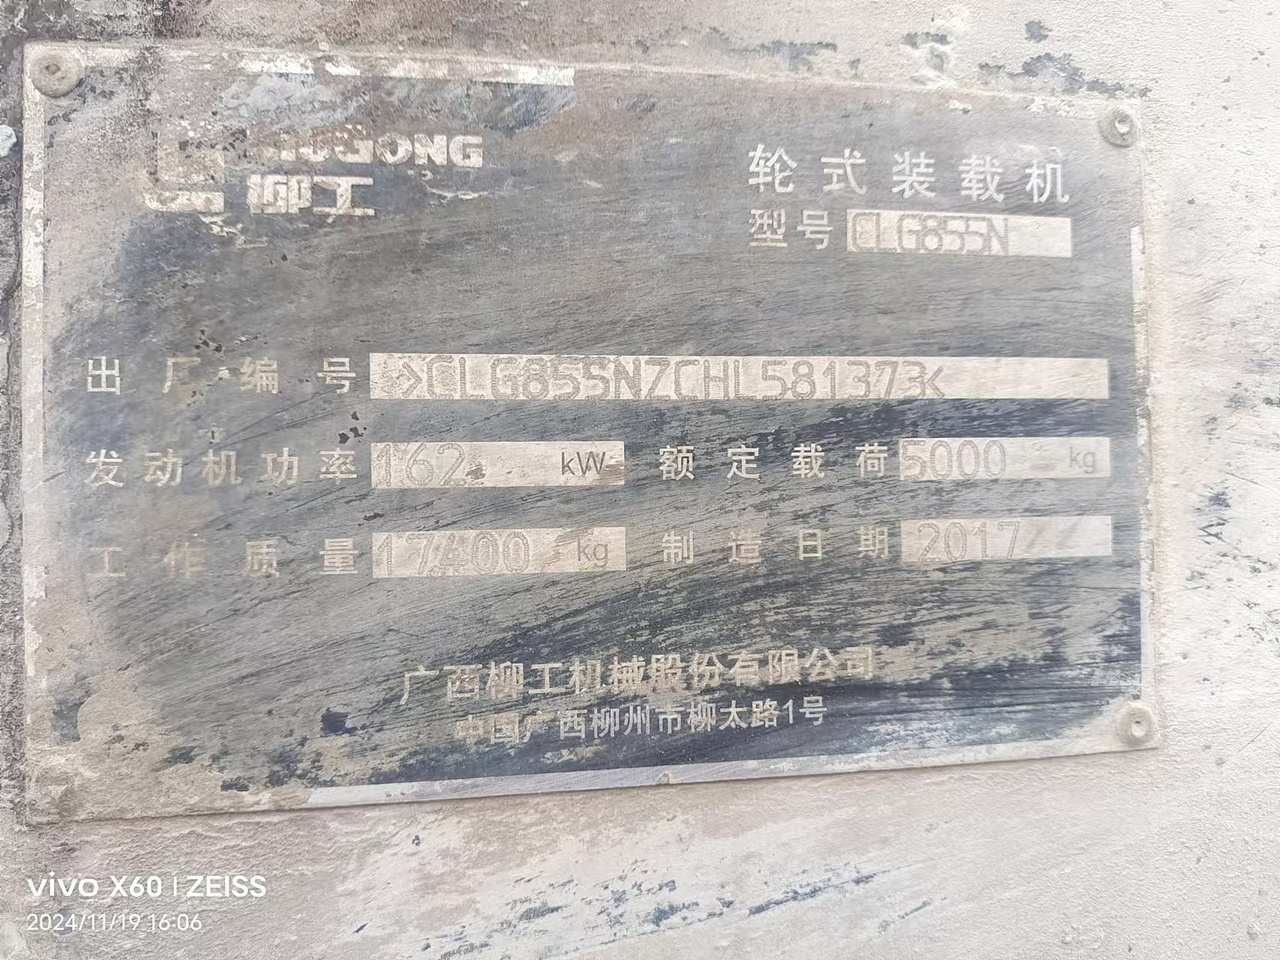 LIUGONG
柳工
轮式装载机
型号 CLG855N
出厂编号 >CLG855NZCHL581373<
发动机功率 162 kW 额定载荷 5000 kg
工作质量 17400 kg 制造日期 2017
广西柳工机械股份有限公司
中国广西柳州市柳太路1号
vivo X60 | ZEISS
2024/11/19 16:06